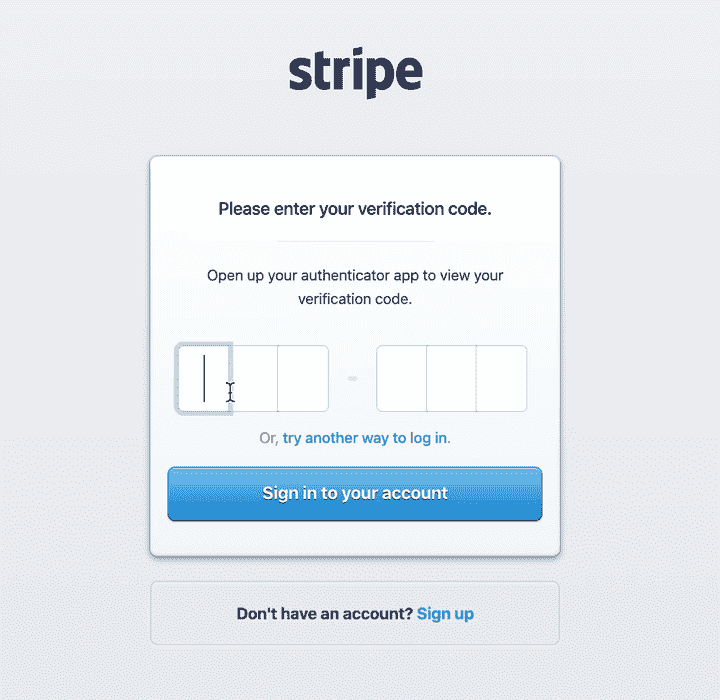 stripe
Please enter your verification code.
Open up your authenticator app to view your
verification code.
-
Or, try another way to log in.
Sign in to your account
Don't have an account? Sign up